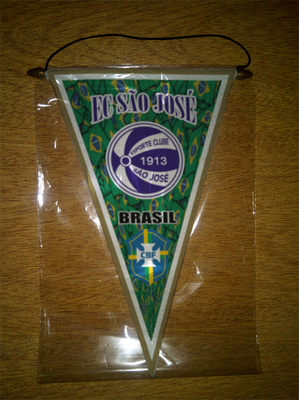 EC SÃO JOSÉ
ESPORTE CLUBE
1913
SÃO JOSÉ
BRASIL
CBF